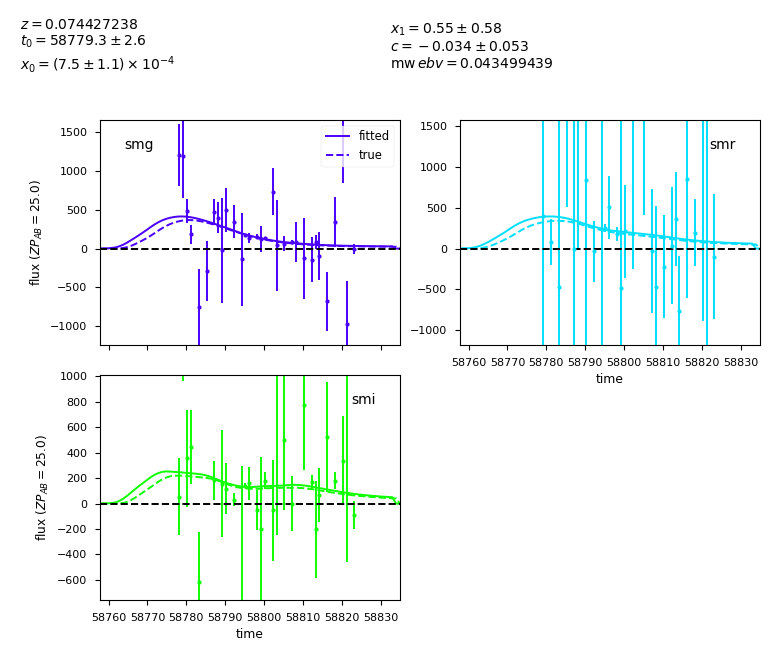 z = 0.074427238
t₀ = 58779.3 ± 2.6
x₀ = (7.5 ± 1.1) × 10⁻⁴
x₁ = 0.55 ± 0.58
c = −0.034 ± 0.053
mw ebv = 0.043499439
smg
fitted
true
1500
1000
500
0
−500
−1000
flux (ZP_AB = 25.0)
smr
1500
1000
500
0
−500
−1000
58760 58770 58780 58790 58800 58810 58820 58830
time
smi
1000
800
600
400
200
0
−200
−400
−600
flux (ZP_AB = 25.0)
58760 58770 58780 58790 58800 58810 58820 58830
time